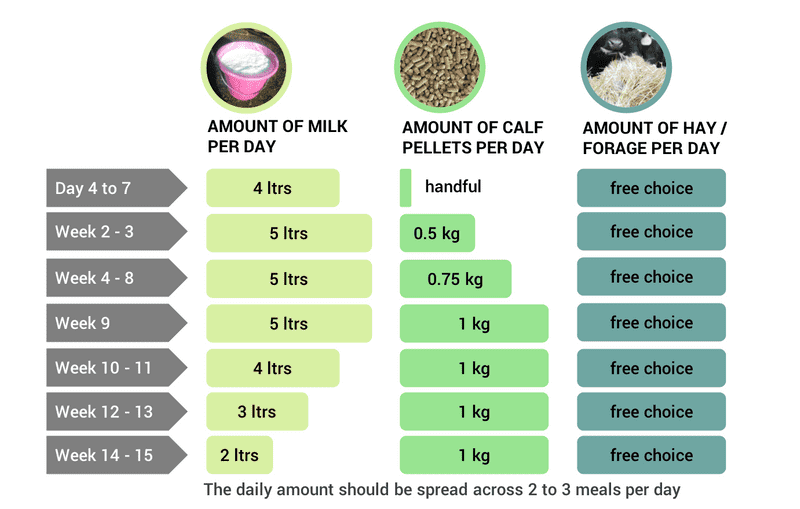 AMOUNT OF MILK
PER DAY
AMOUNT OF CALF
PELLETS PER DAY
AMOUNT OF HAY /
FORAGE PER DAY
Day 4 to 7
4 ltrs
handful
free choice
Week 2 - 3
5 ltrs
0.5 kg
free choice
Week 4 - 8
5 ltrs
0.75 kg
free choice
Week 9
5 ltrs
1 kg
free choice
Week 10 - 11
4 ltrs
1 kg
free choice
Week 12 - 13
3 ltrs
1 kg
free choice
Week 14 - 15
2 ltrs
1 kg
free choice
The daily amount should be spread across 2 to 3 meals per day